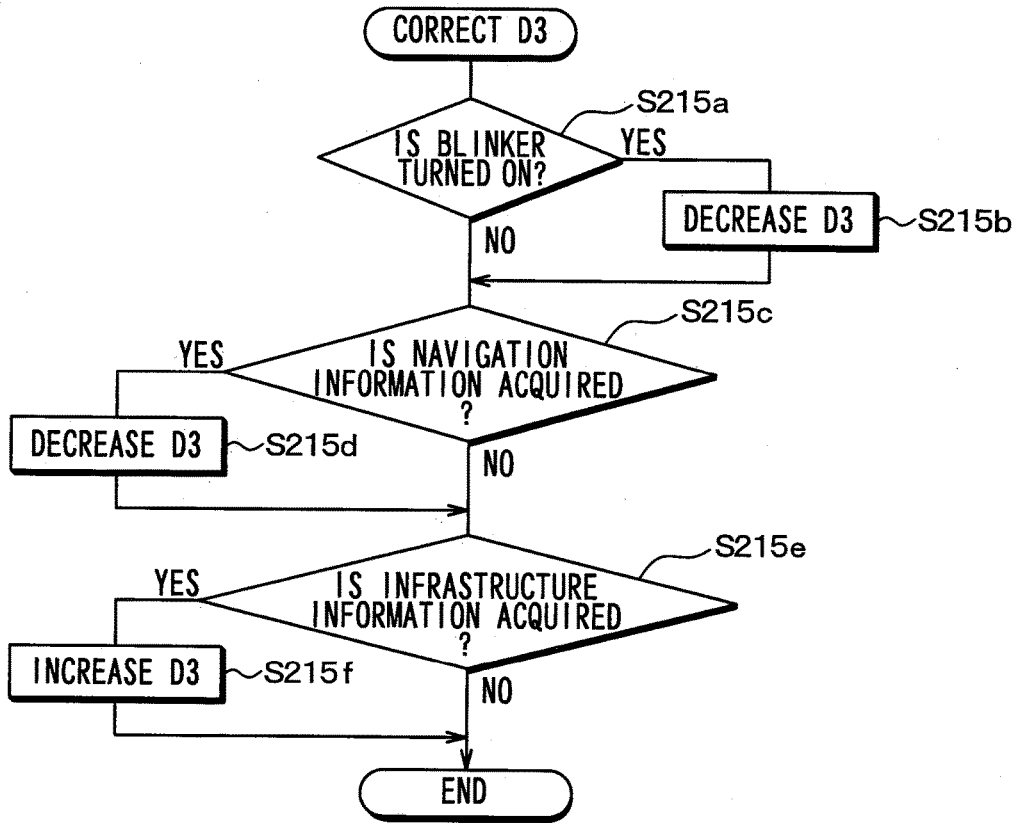 CORRECT D3
S215a
IS BLINKER
TURNED ON?
YES
DECREASE D3
S215b
NO
S215c
IS NAVIGATION
INFORMATION ACQUIRED
?
YES
DECREASE D3
S215d
NO
S215e
IS INFRASTRUCTURE
INFORMATION ACQUIRED
?
YES
INCREASE D3
S215f
NO
END